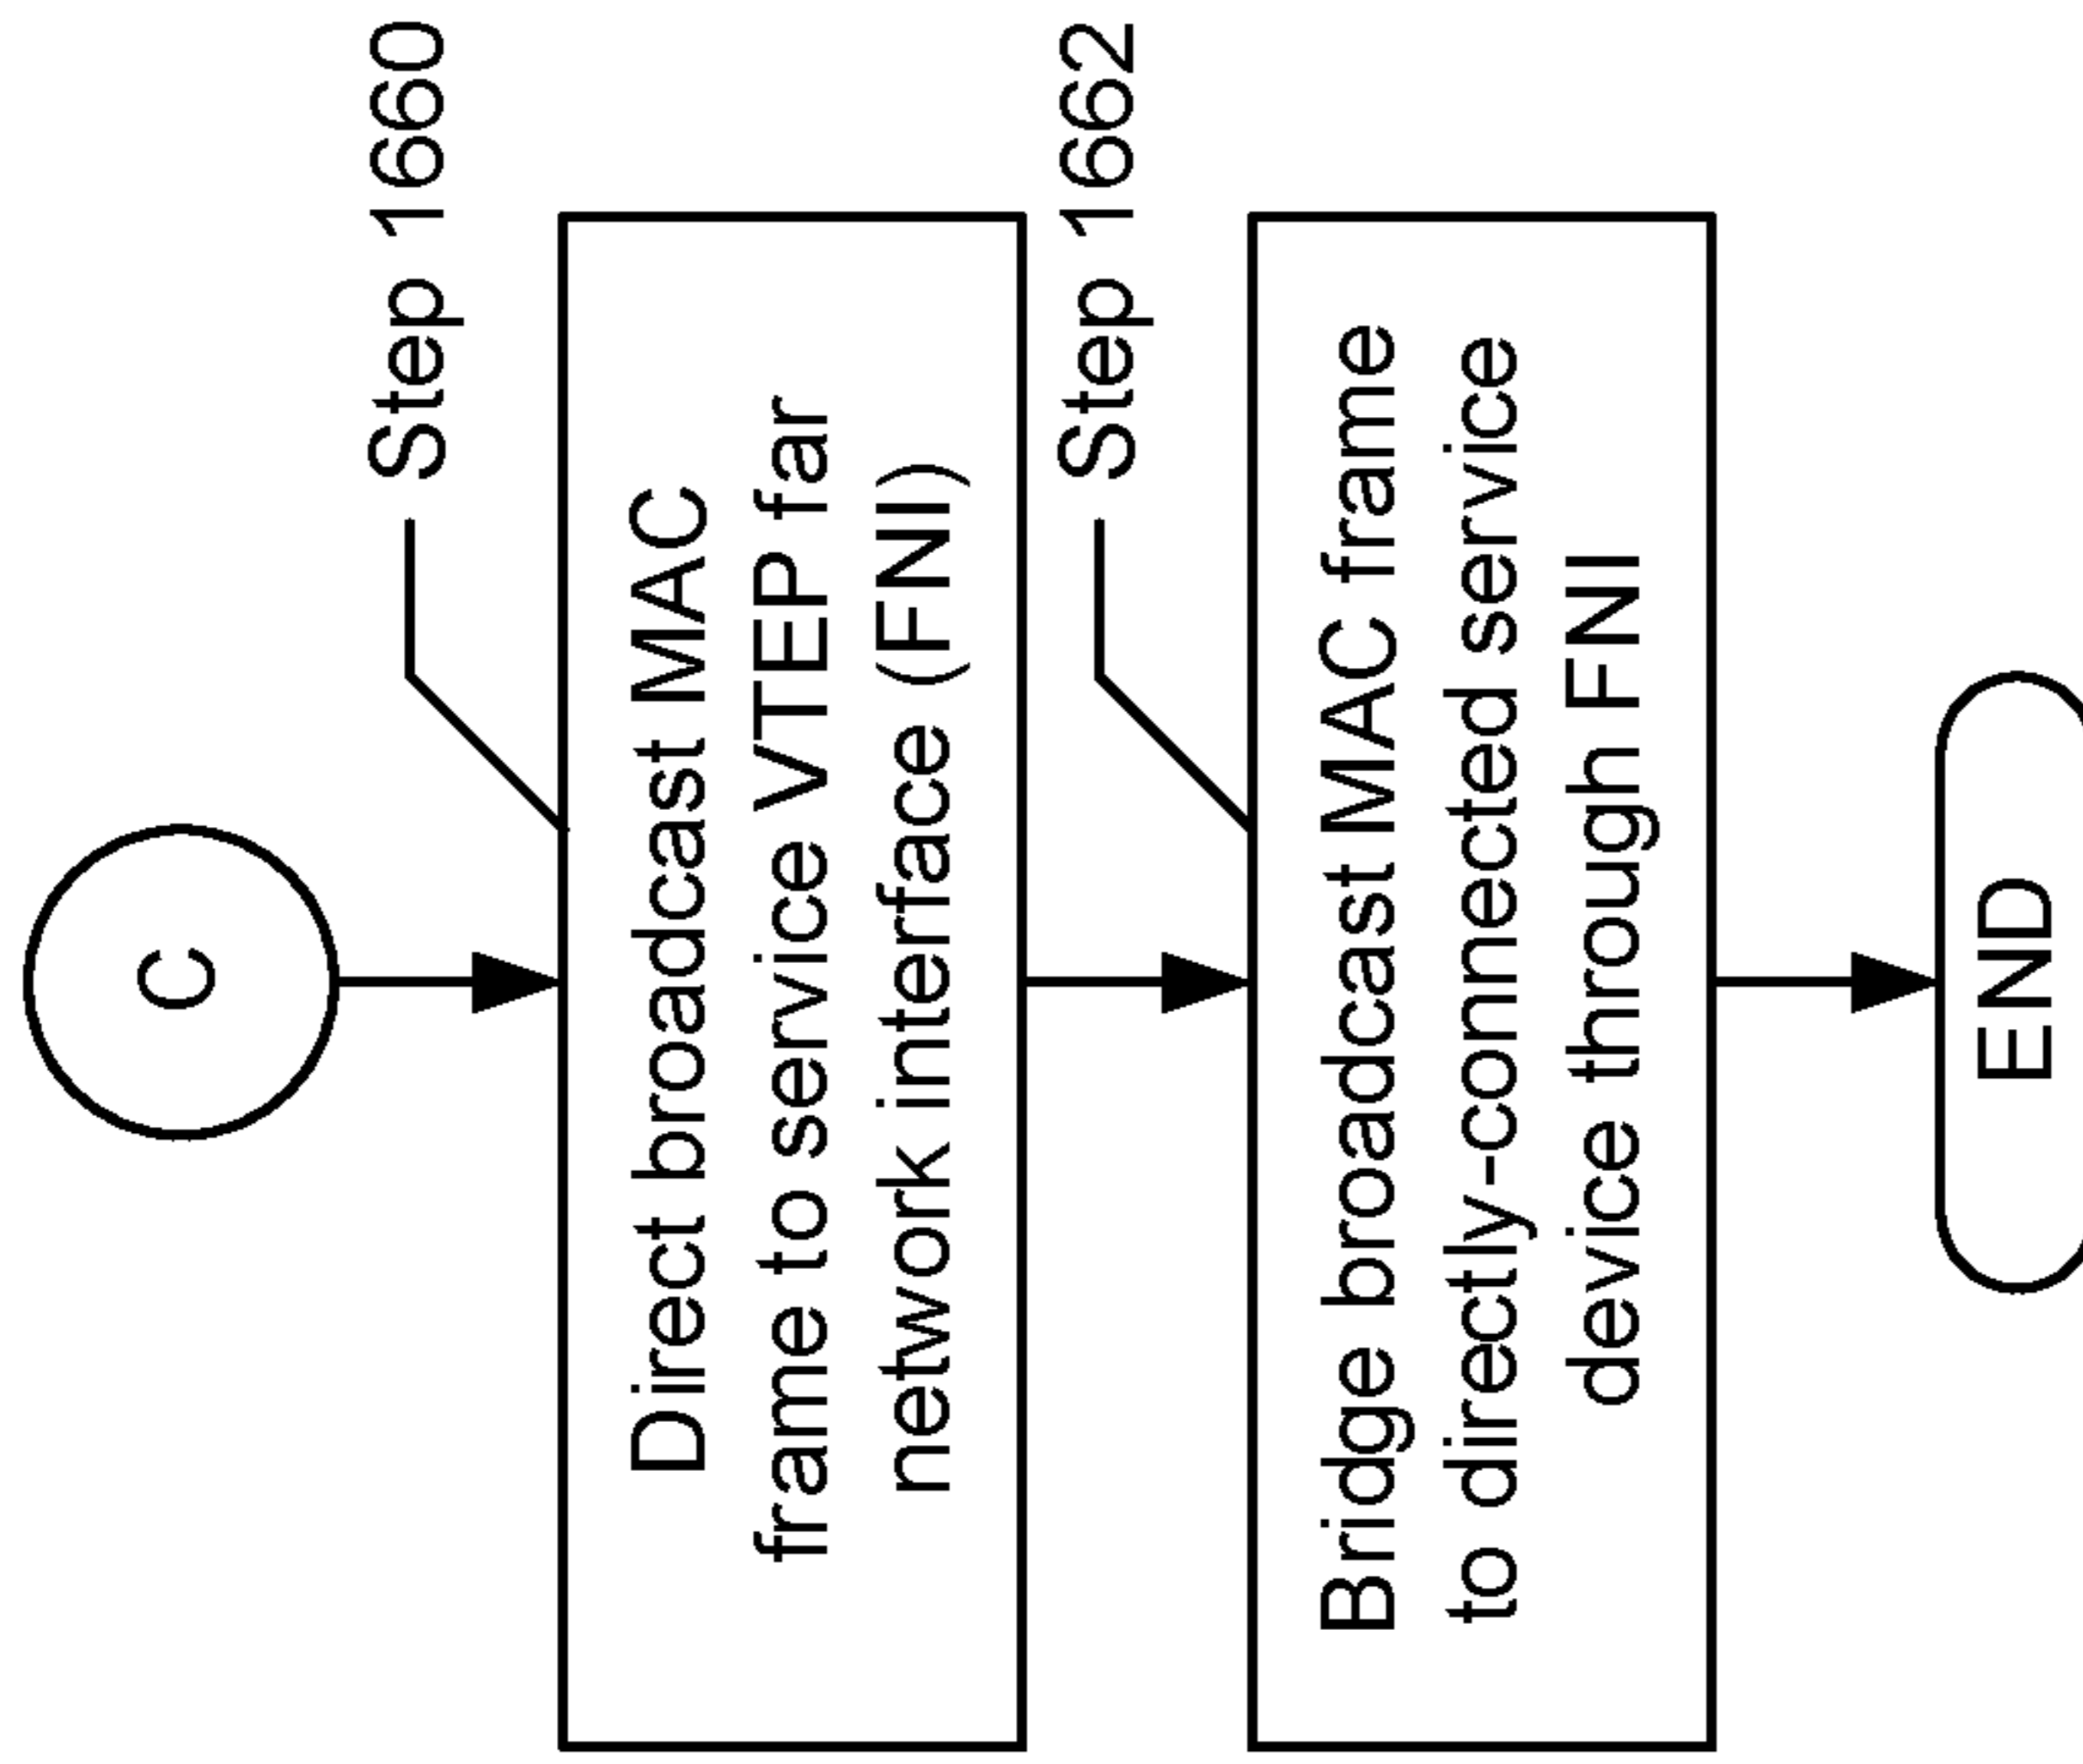 C
Step 1660
Direct broadcast MAC
frame to service VTEP far
network interface (FNI)
Step 1662
Bridge broadcast MAC frame
to directly-connected service
device through FNI
END